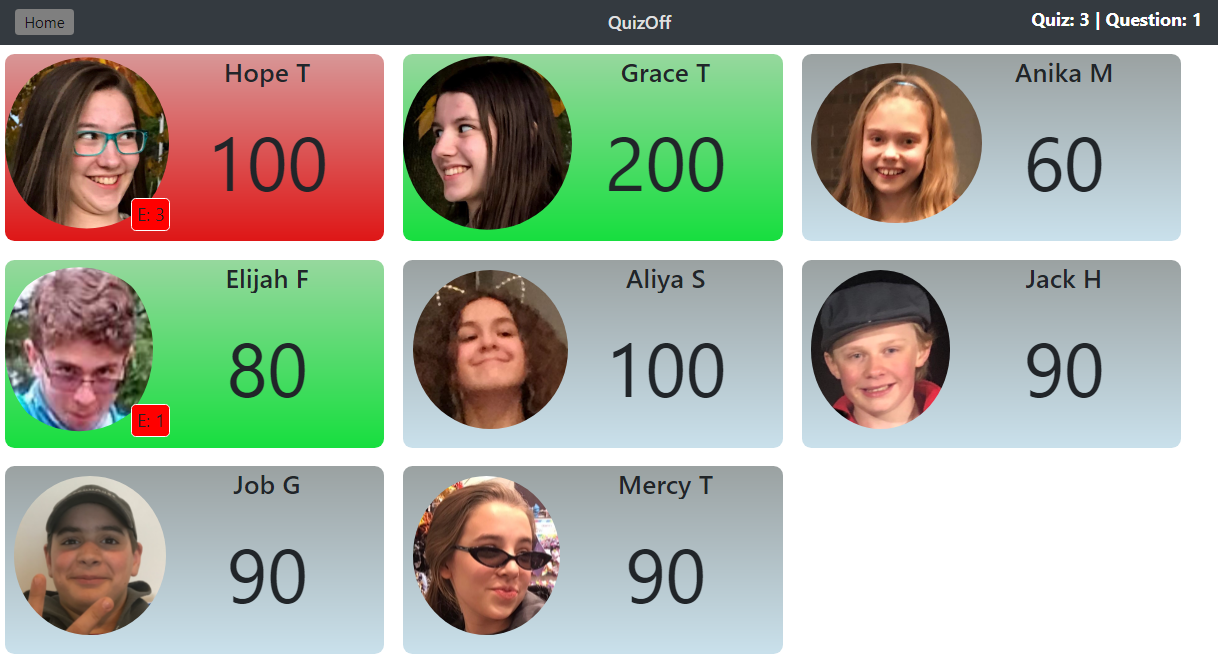 Home
QuizOff
Quiz: 3 | Question: 1
Hope T
100
E: 3
Grace T
200
Anika M
60
Elijah F
80
E: 1
Aliya S
100
Jack H
90
Job G
90
Mercy T
90